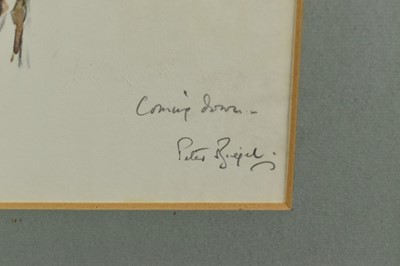 Coming down -
Peter Biegel.